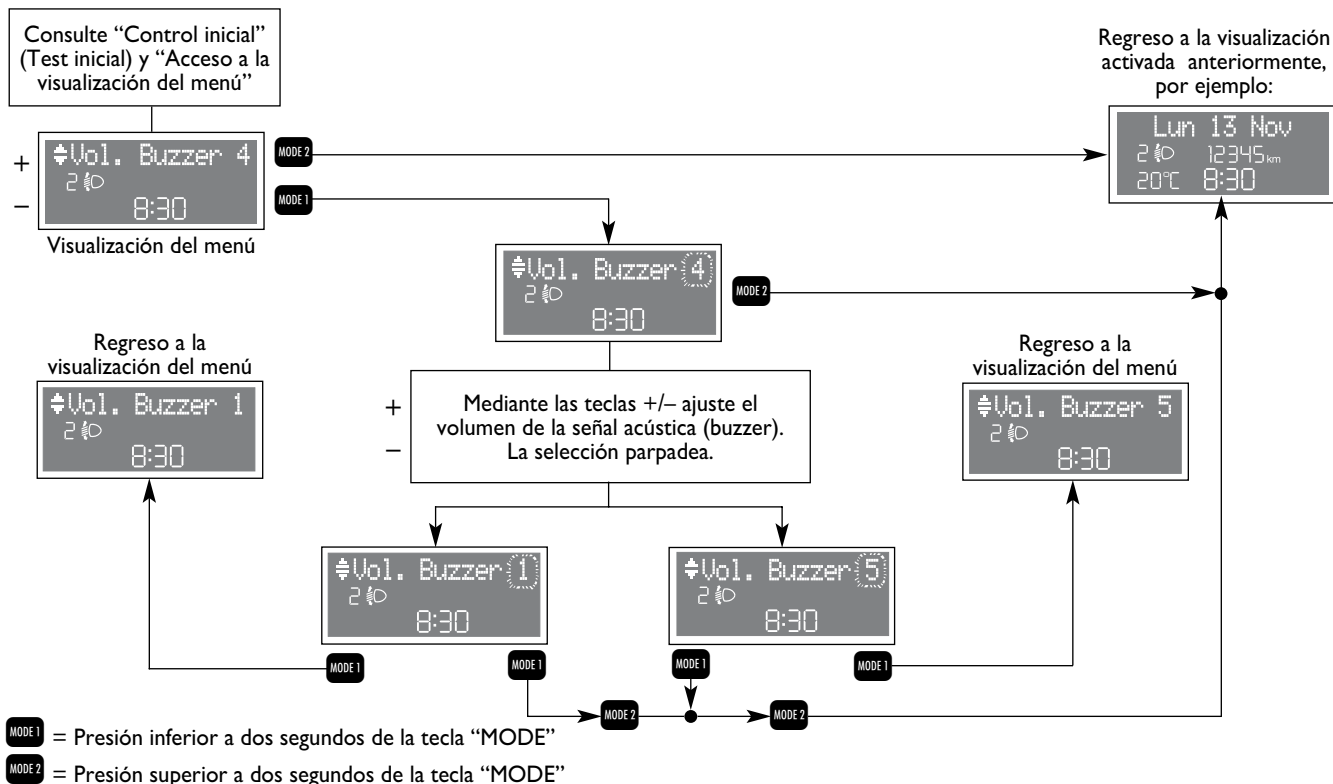 Consulte “Control inicial”
(Test inicial) y “Acceso a la
visualización del menú”
Regreso a la visualización
activada anteriormente,
por ejemplo:
+
–
Vol. Buzzer 4
2
8:30
Visualización del menú
MODE 2
MODE 1
Lun 13 Nov
2 12345 km
20°C 8:30
Vol. Buzzer 4
2
8:30
MODE 2
Regreso a la
visualización del menú
Vol. Buzzer 1
2
8:30
+
–
Mediante las teclas +/– ajuste el
volumen de la señal acústica (buzzer).
La selección parpadea.
Regreso a la
visualización del menú
Vol. Buzzer 5
2
8:30
Vol. Buzzer 1
2
8:30
Vol. Buzzer 5
2
8:30
MODE 1
MODE 1
MODE 1
MODE 1
MODE 2
MODE 2
MODE 1 = Presión inferior a dos segundos de la tecla “MODE”
MODE 2 = Presión superior a dos segundos de la tecla “MODE”